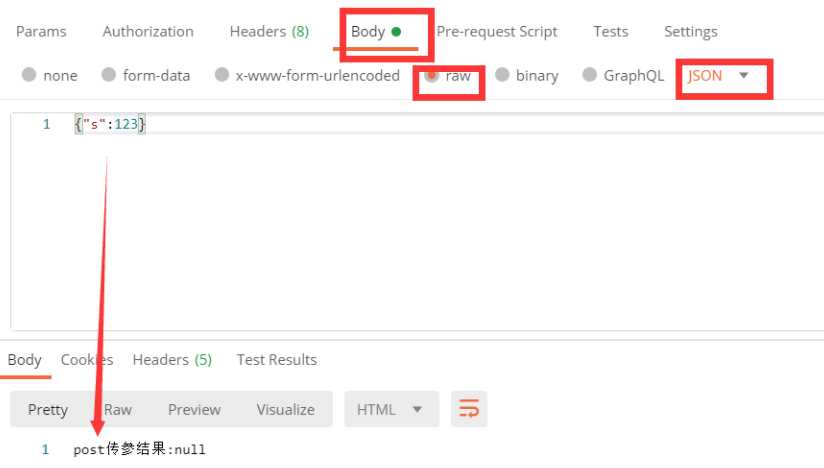 Params Authorization Headers (8) Body Pre-request Script Tests Settings
none form-data x-www-form-urlencoded raw binary GraphQL JSON
1 {"s":123}
Body Cookies Headers (5) Test Results
Pretty Raw Preview Visualize HTML
1 post传参结果:null